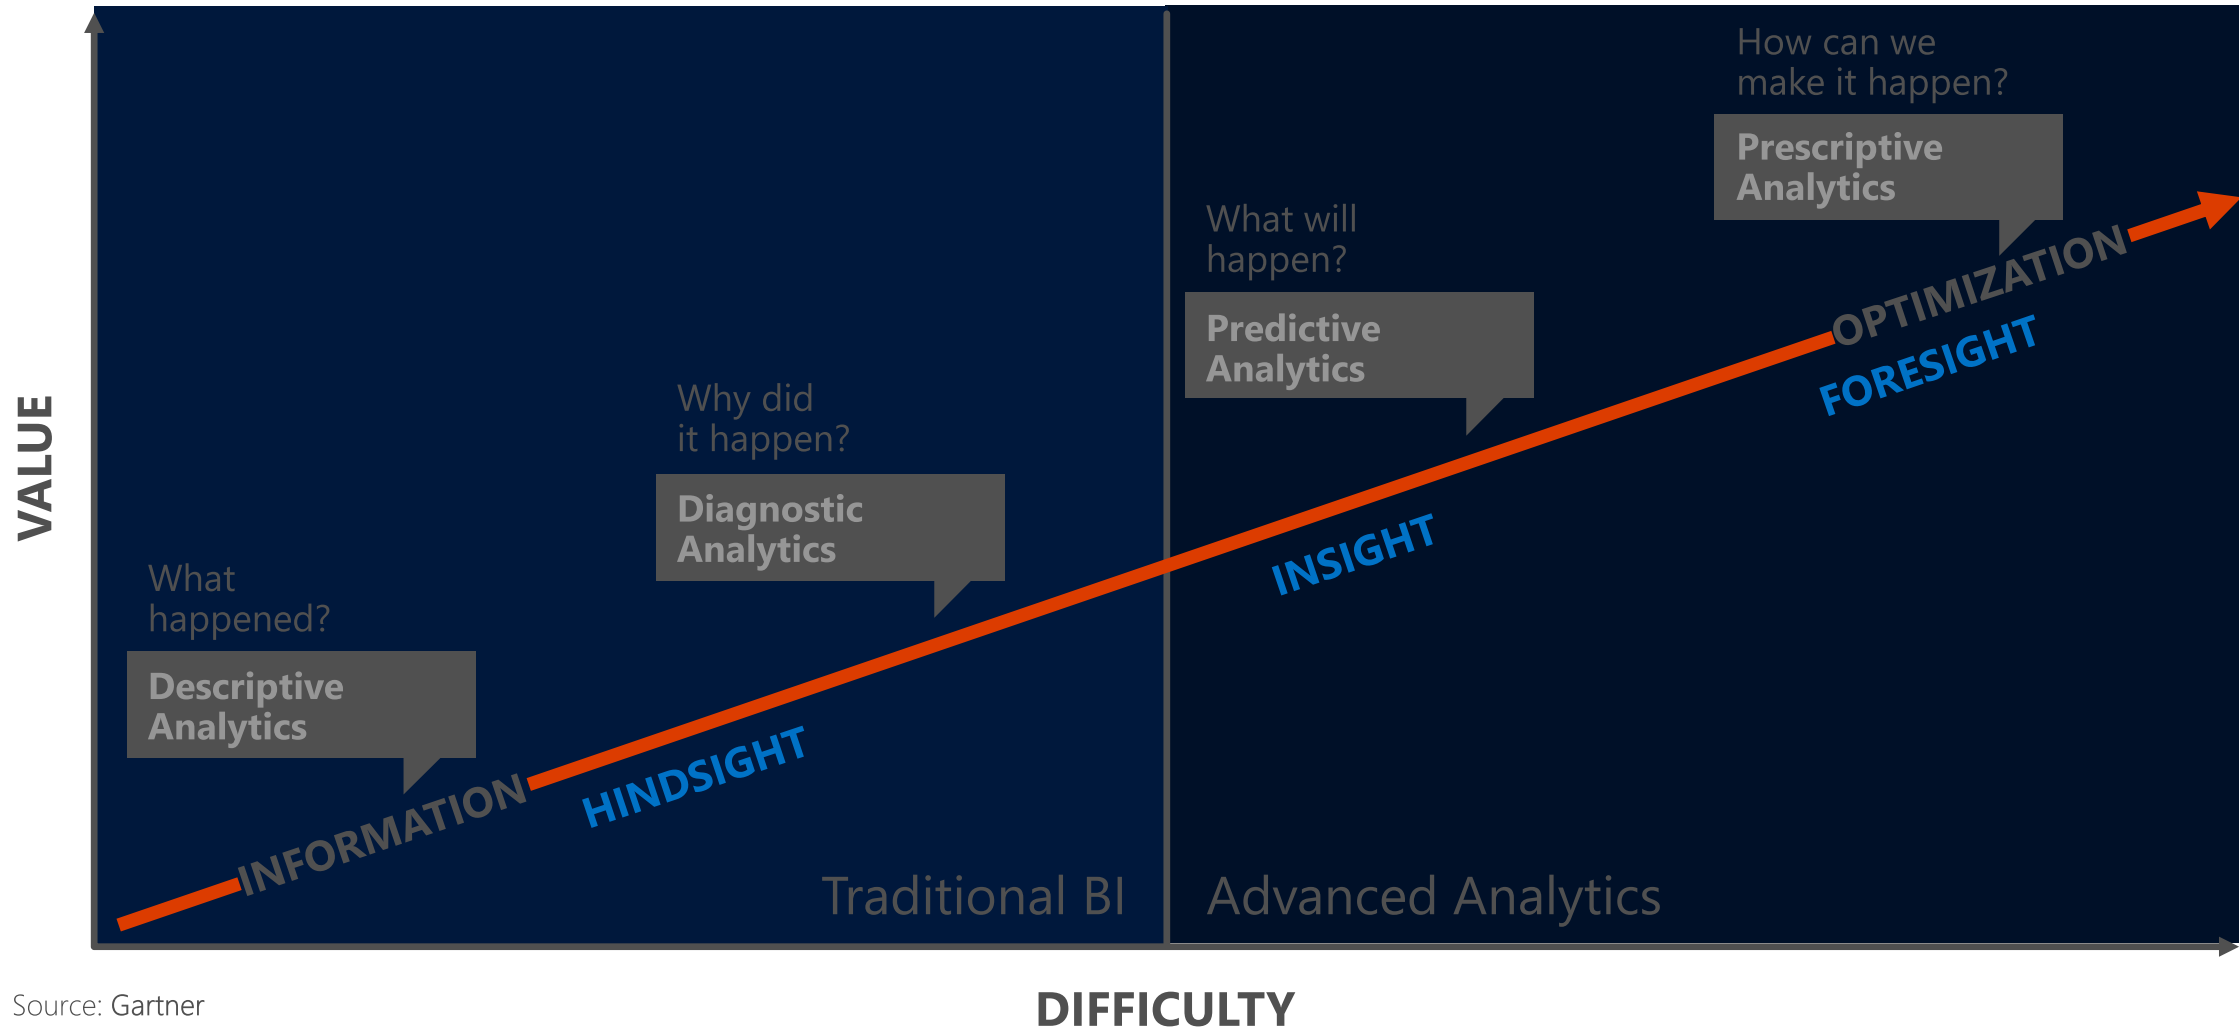 VALUE
What
happened?
Descriptive
Analytics
INFORMATION
HINDSIGHT
Why did
it happen?
Diagnostic
Analytics
Traditional BI
What will
happen?
Predictive
Analytics
INSIGHT
How can we
make it happen?
Prescriptive
Analytics
OPTIMIZATION
FORESIGHT
Advanced Analytics
DIFFICULTY
Source: Gartner